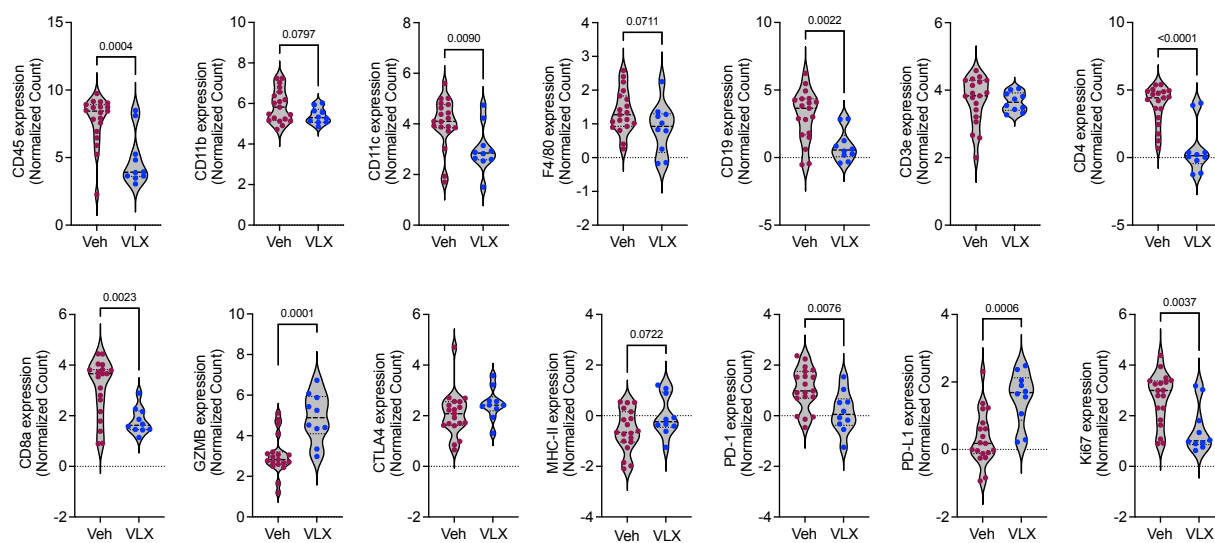 CD45 expression
(Normalized Count)
15
10
5
0
0.0004
Veh VLX
CD11b expression
(Normalized Count)
10
8
6
4
2
0
0.0797
Veh VLX
CD11c expression
(Normalized Count)
8
6
4
2
0
0.0090
Veh VLX
F4/80 expression
(Normalized Count)
4
3
2
1
0
-1
-2
0.0711
Veh VLX
CD19 expression
(Normalized Count)
10
5
0
-5
0.0022
Veh VLX
CD3e expression
(Normalized Count)
6
4
2
0
Veh VLX
CD4 expression
(Normalized Count)
10
5
0
-5
<0.0001
Veh VLX
CD8a expression
(Normalized Count)
6
4
2
0
-2
0.0023
Veh VLX
GZMB expression
(Normalized Count)
10
8
6
4
2
0
0.0001
Veh VLX
CTLA4 expression
(Normalized Count)
6
4
2
0
-2
Veh VLX
MHC-II expression
(Normalized Count)
4
2
0
-2
-4
0.0722
Veh VLX
PD-1 expression
(Normalized Count)
4
2
0
-2
-4
0.0076
Veh VLX
PD-L1 expression
(Normalized Count)
4
2
0
-2
0.0006
Veh VLX
Ki67 expression
(Normalized Count)
6
4
2
0
-2
0.0037
Veh VLX